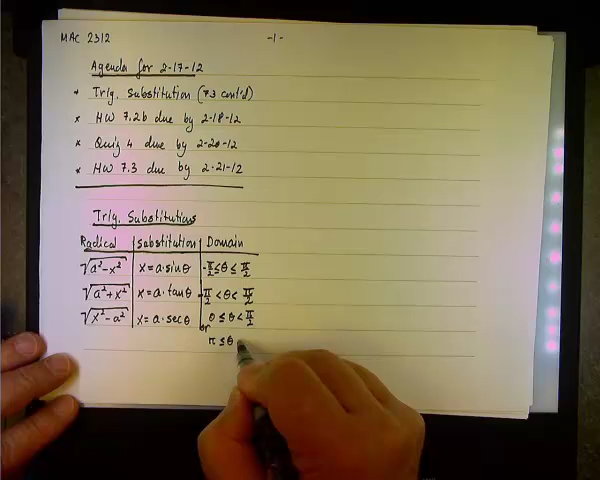 MAC 2312 -1-
Agenda for 2-17-12
* Trig. Substitution (7.3 cont'd)
* HW 7.2b due by 2-18-12
* Quiz 4 due by 2-20-12
* HW 7.3 due by 2-21-12
Trig. Substitutions
Radical | substitution | Domain
√(a²-x²) | x = a·sinθ | -π/2 ≤ θ ≤ π/2
√(a²+x²) | x = a·tanθ | -π/2 < θ < π/2
√(x²-a²) | x = a·secθ | 0 ≤ θ < π/2
or
π ≤ θ